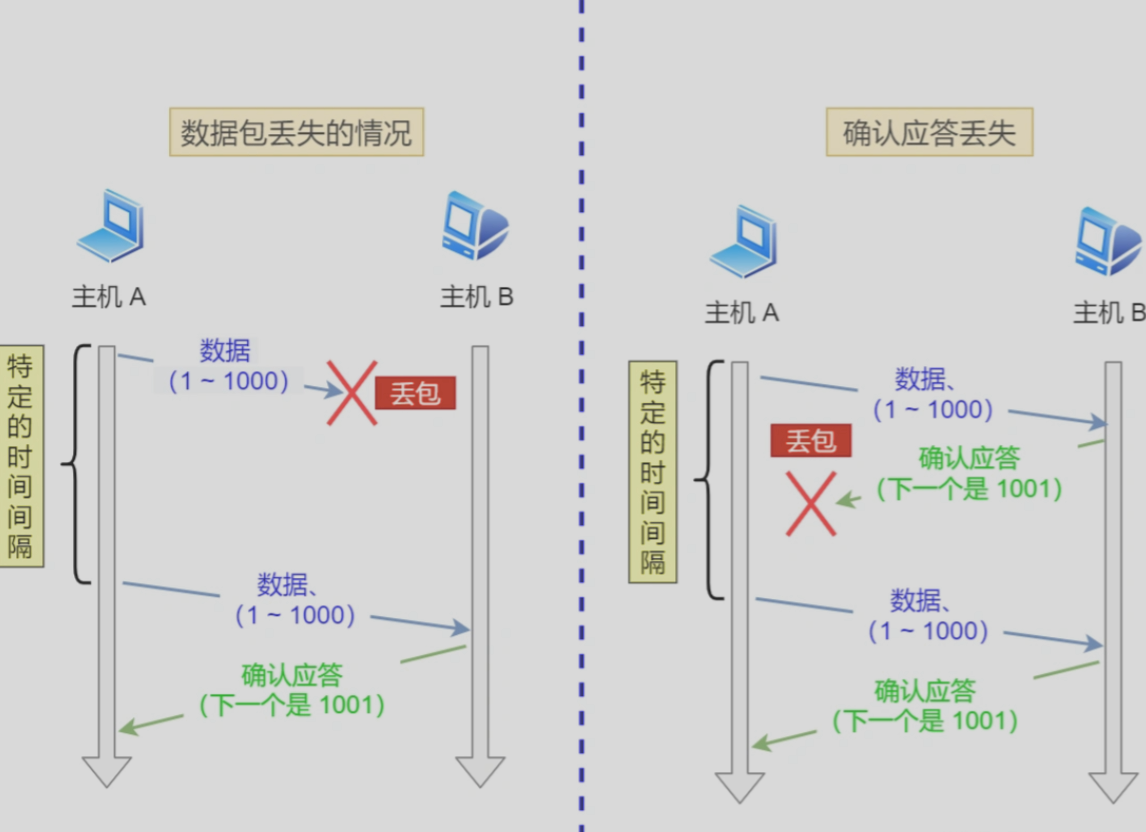 数据包丢失的情况
主机 A
主机 B
特定的时间间隔
数据
（1 ~ 1000）
丢包
数据、
（1 ~ 1000）
确认应答
（下一个是 1001）
确认应答丢失
主机 A
主机 B
特定的时间间隔
数据、
（1 ~ 1000）
丢包
确认应答
（下一个是 1001）
数据、
（1 ~ 1000）
确认应答
（下一个是 1001）